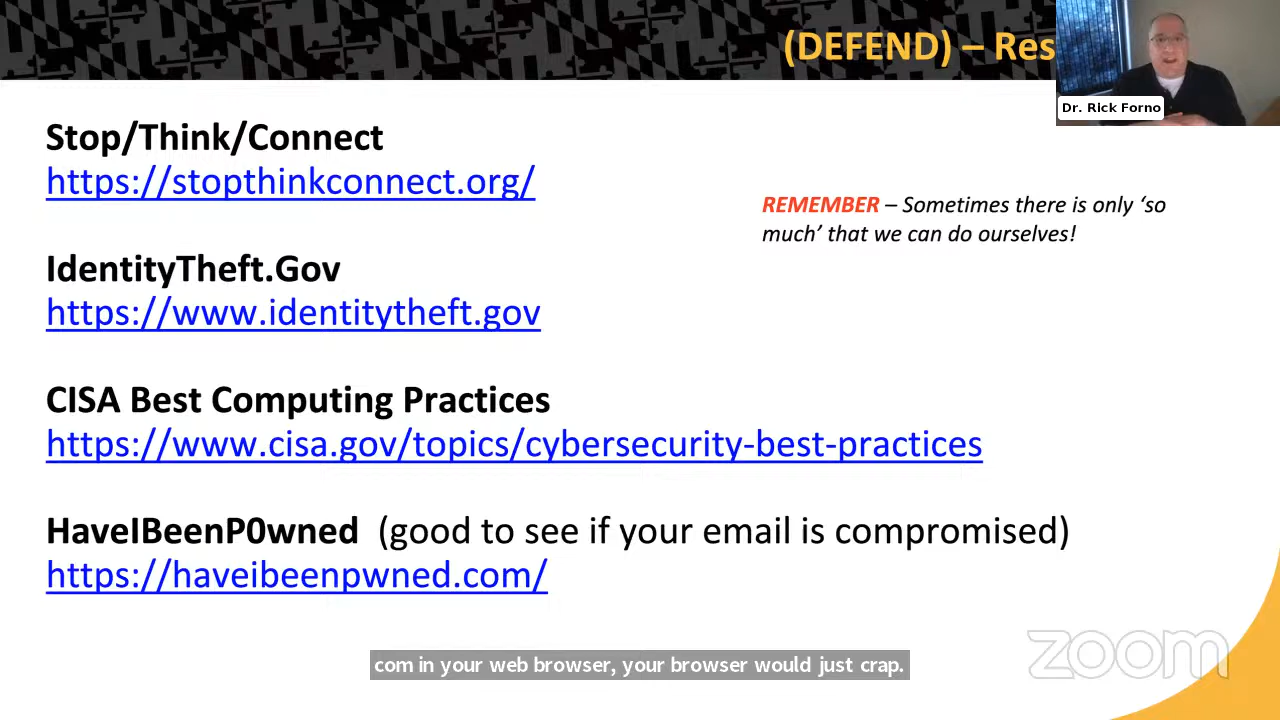 (DEFEND) – Res
Dr. Rick Forno
Stop/Think/Connect
https://stopthinkconnect.org/
REMEMBER – Sometimes there is only ‘so
much’ that we can do ourselves!
IdentityTheft.Gov
https://www.identitytheft.gov
CISA Best Computing Practices
https://www.cisa.gov/topics/cybersecurity-best-practices
HaveIBeenP0wned (good to see if your email is compromised)
https://haveibeenpwned.com/
zoom
com in your web browser, your browser would just crap.